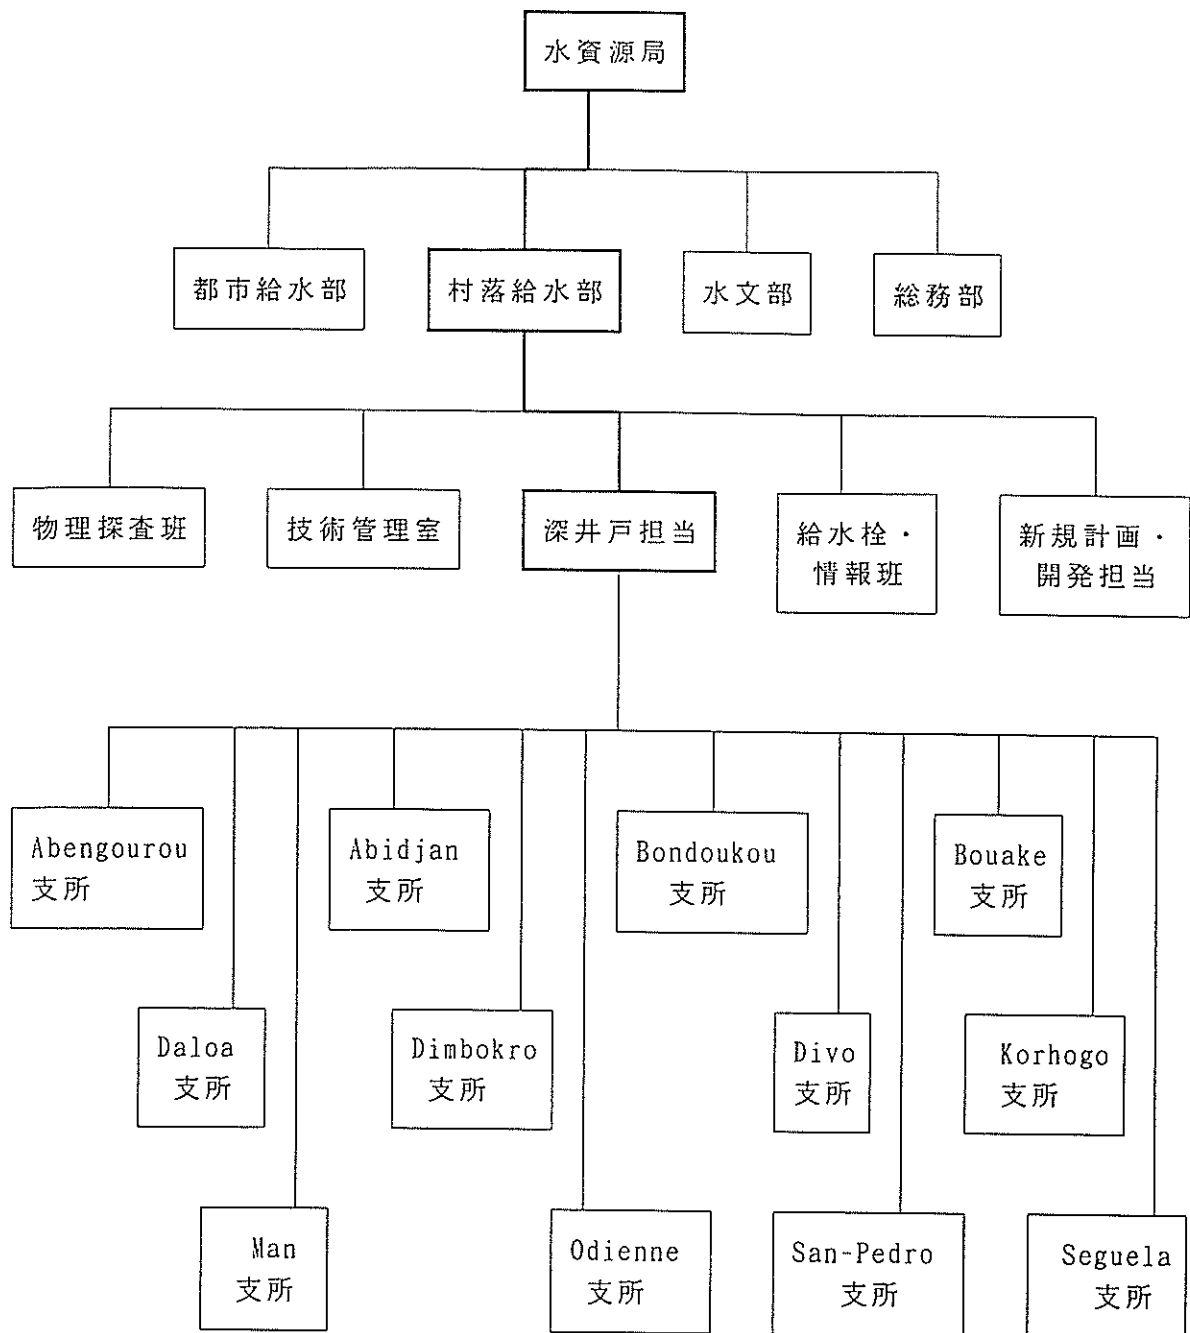 水資源局
都市給水部
村落給水部
水文部
総務部
物理探査班
技術管理室
深井戸担当
給水栓・
情報班
新規計画・
開発担当
Abengourou
支所
Abidjan
支所
Bondoukou
支所
Bouake
支所
Daloa
支所
Dimbokro
支所
Divo
支所
Korhogo
支所
Man
支所
Odienne
支所
San-Pedro
支所
Seguela
支所